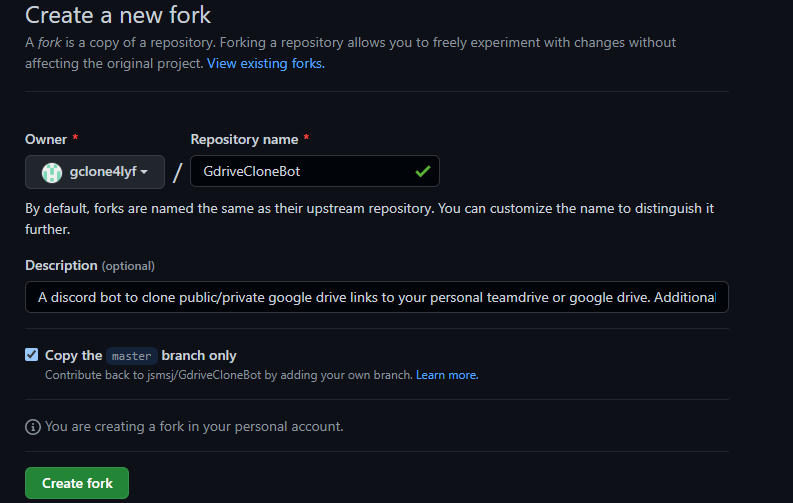 Create a new fork
A fork is a copy of a repository. Forking a repository allows you to freely experiment with changes without
affecting the original project. View existing forks.
Owner * Repository name *
gclone4lyf / GdriveCloneBot
By default, forks are named the same as their upstream repository. You can customize the name to distinguish it
further.
Description (optional)
A discord bot to clone public/private google drive links to your personal teamdrive or google drive. Additional
Copy the master branch only
Contribute back to jsmsj/GdriveCloneBot by adding your own branch. Learn more.
You are creating a fork in your personal account.
Create fork